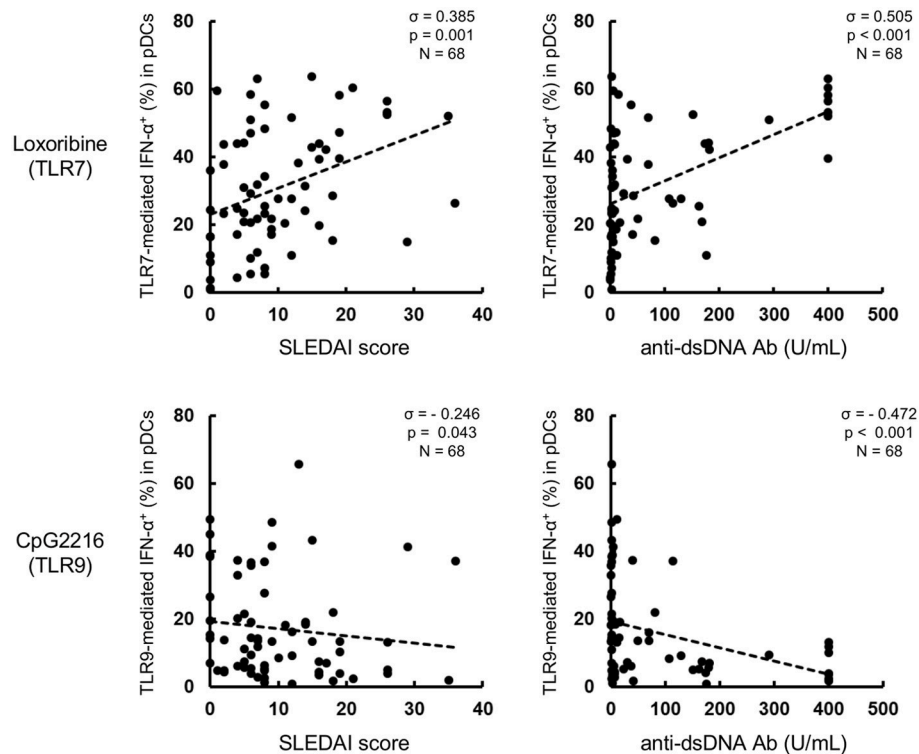 Loxoribine
(TLR7)
TLR7-mediated IFN-α⁺ (%) in pDCs
80
60
40
20
0
0 10 20 30 40
SLEDAI score
σ = 0.385
p = 0.001
N = 68
TLR7-mediated IFN-α⁺ (%) in pDCs
80
60
40
20
0
0 100 200 300 400 500
anti-dsDNA Ab (U/mL)
σ = 0.505
p < 0.001
N = 68
CpG2216
(TLR9)
TLR9-mediated IFN-α⁺ (%) in pDCs
80
60
40
20
0
0 10 20 30 40
SLEDAI score
σ = - 0.246
p = 0.043
N = 68
TLR9-mediated IFN-α⁺ (%) in pDCs
80
60
40
20
0
0 100 200 300 400 500
anti-dsDNA Ab (U/mL)
σ = - 0.472
p < 0.001
N = 68